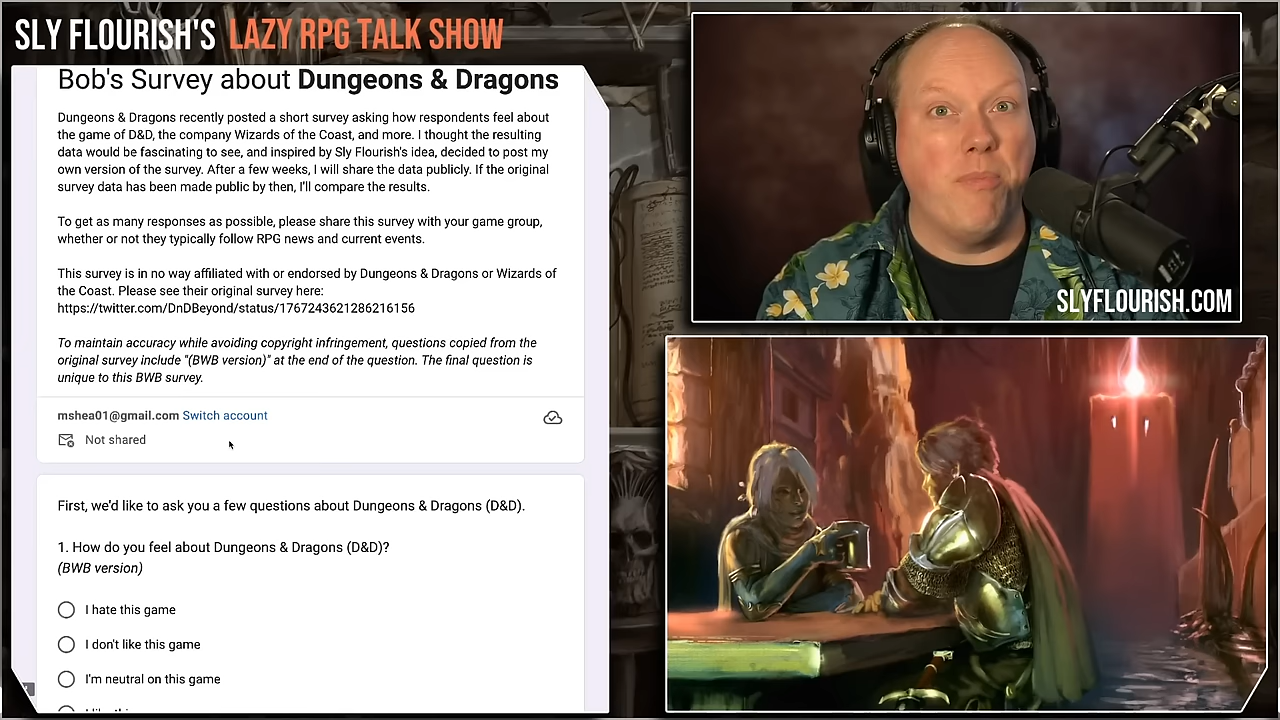 SLY FLOURISH'S LAZY RPG TALK SHOW
Bob's Survey about Dungeons & Dragons
Dungeons & Dragons recently posted a short survey asking how respondents feel about
the game of D&D, the company Wizards of the Coast, and more. I thought the resulting
data would be fascinating to see, and inspired by Sly Flourish's idea, decided to post my
own version of the survey. After a few weeks, I will share the data publicly. If the original
survey data has been made public by then, I'll compare the results.
To get as many responses as possible, please share this survey with your game group,
whether or not they typically follow RPG news and current events.
This survey is in no way affiliated with or endorsed by Dungeons & Dragons or Wizards of
the Coast. Please see their original survey here:
https://twitter.com/DnDBeyond/status/1767243621286216156
To maintain accuracy while avoiding copyright infringement, questions copied from the
original survey include "(BWB version)" at the end of the question. The final question is
unique to this BWB survey.
mshea01@gmail.com Switch account
Not shared
First, we'd like to ask you a few questions about Dungeons & Dragons (D&D).
1. How do you feel about Dungeons & Dragons (D&D)?
(BWB version)
I hate this game
I don't like this game
I'm neutral on this game
SLYFLOURISH.COM